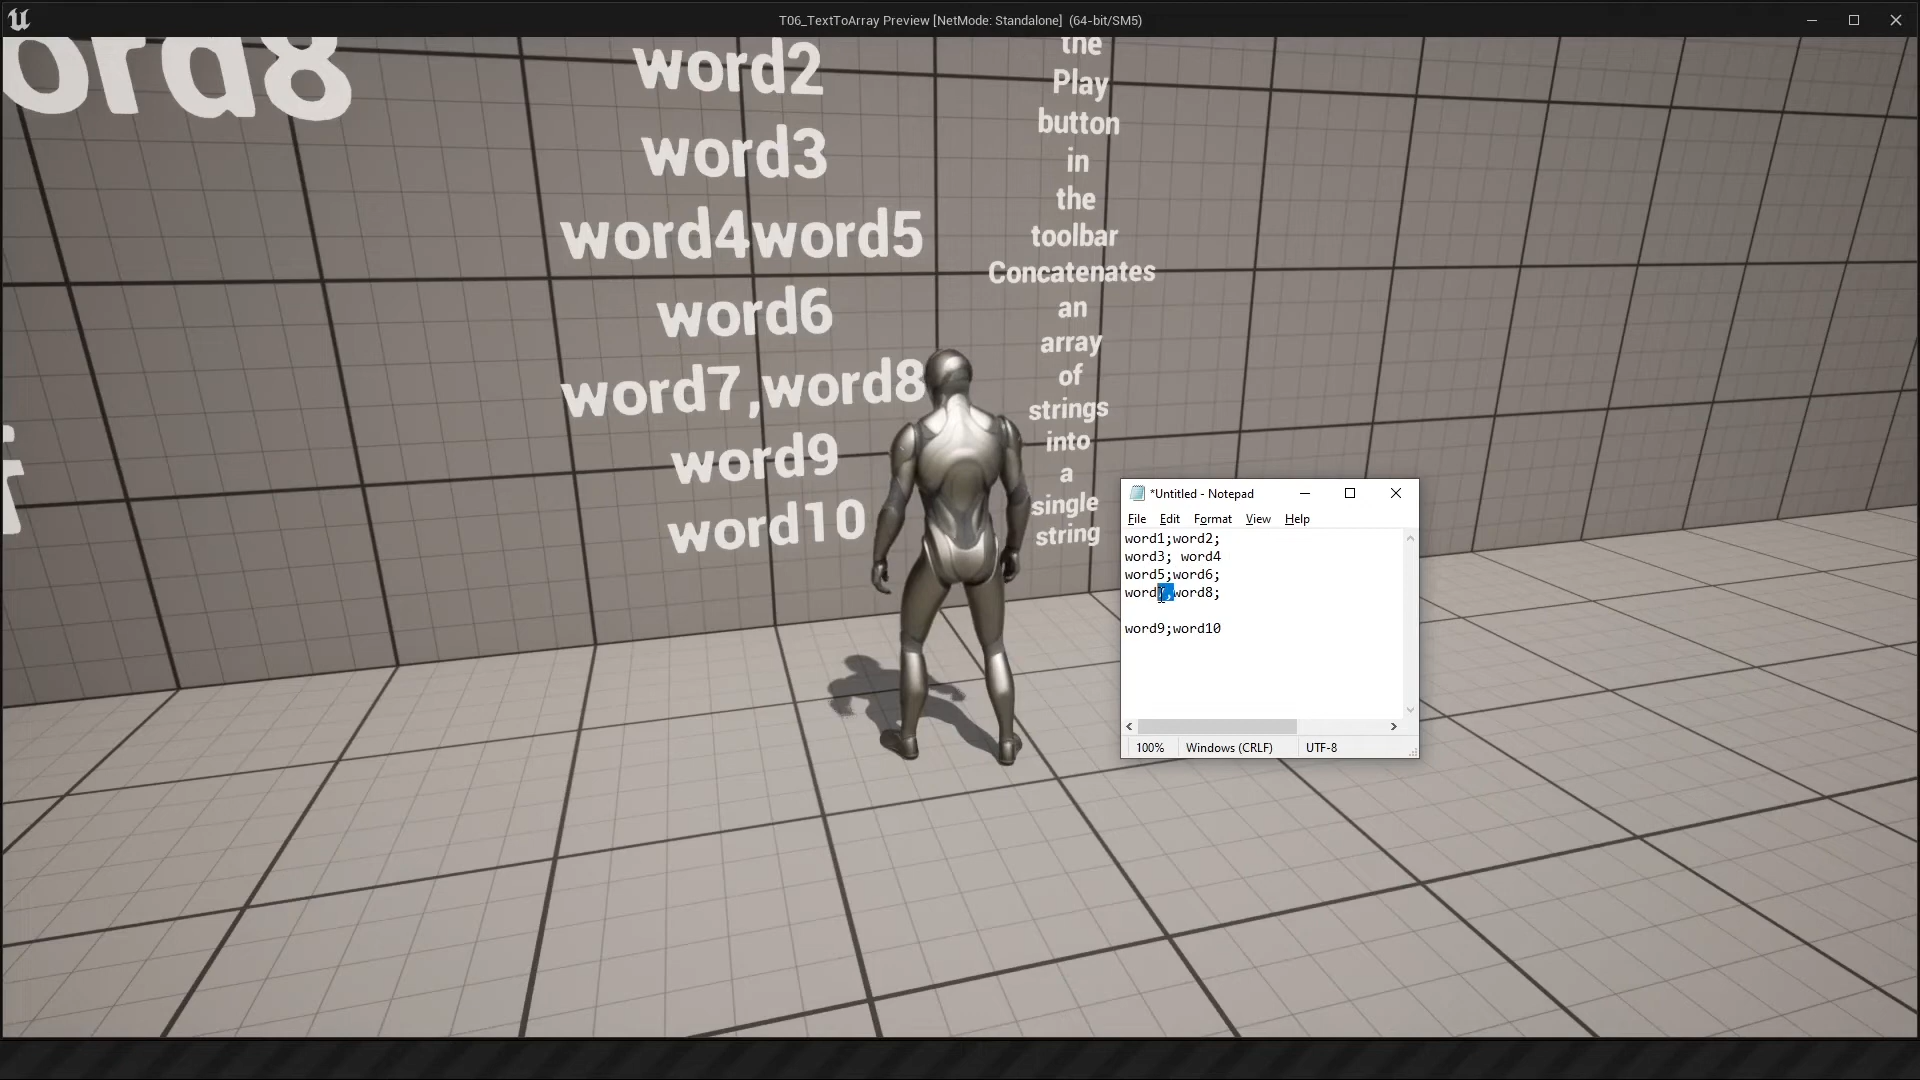 T06_TextToArray Preview [NetMode: Standalone] (64-bit/SM5)
word8
word2
word3
word4word5
word6
word7,word8
word9
word10
the
Play
button
in
the
toolbar
Concatenates
an
array
of
strings
into
a
single
string
*Untitled - Notepad
File Edit Format View Help
word1;word2;
word3; word4
word5;word6;
word7,word8;
word9;word10
100% Windows (CRLF) UTF-8